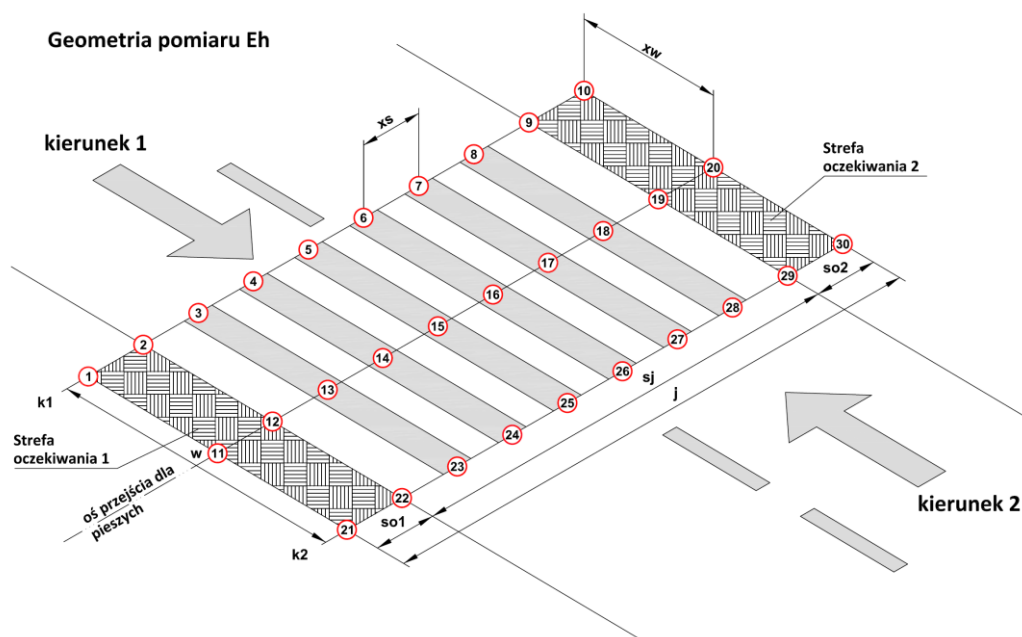 Geometria pomiaru Eh
xw
10
xs
9
kierunek 1
8
20
Strefa
oczekiwania 2
7
6
19
5
18
30
4
17
29
so2
3
16
28
2
15
27
1
14
26
sj
j
k1
13
25
Strefa
oczekiwania 1
12
24
w
11
23
oś przejścia dla
pieszych
22
so1
21
k2
kierunek 2